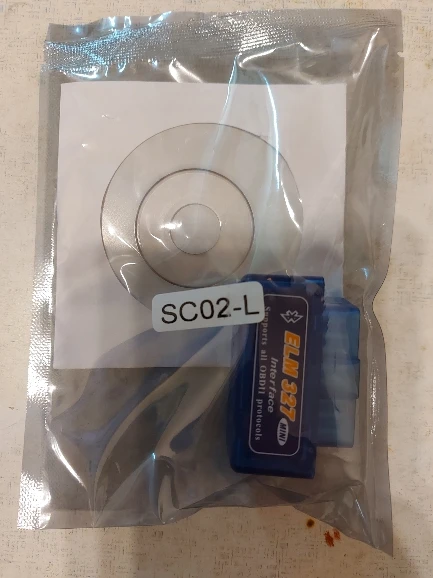 SC02-L
ELM 327
MINI
Interface
Supports all OBDII protocols